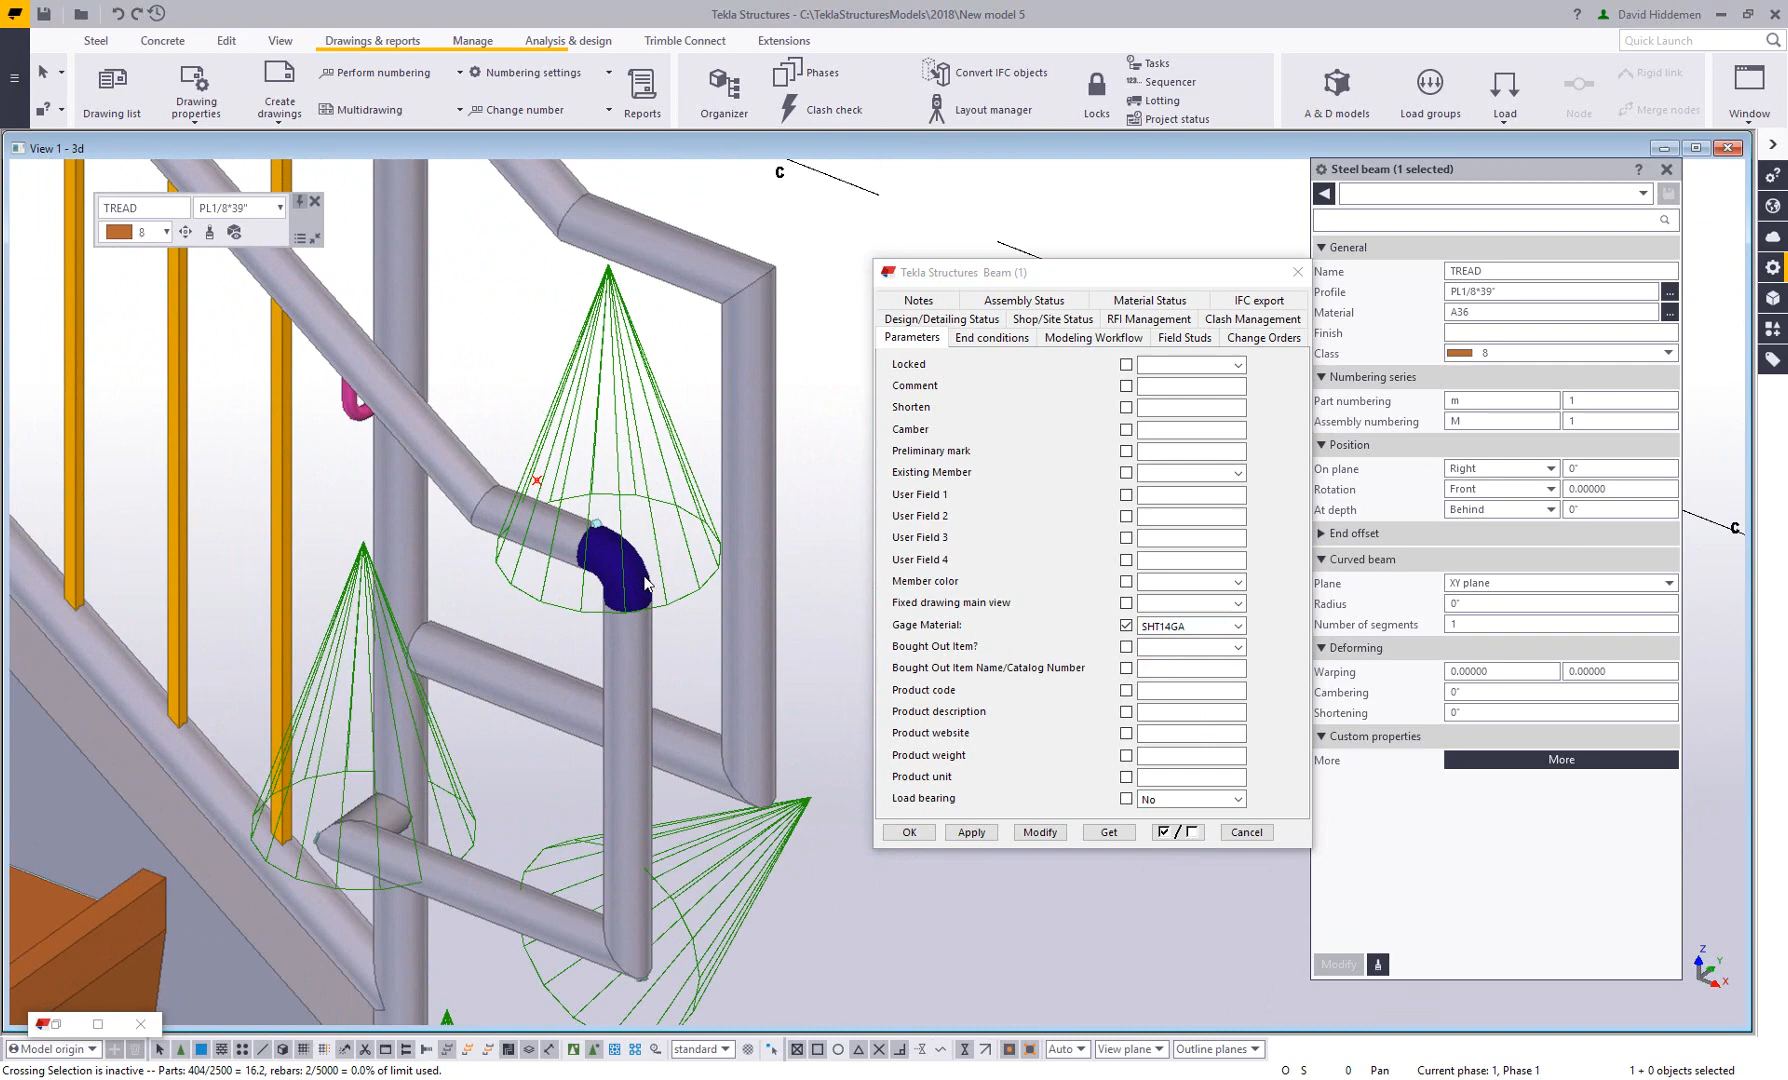 Tekla Structures - C:\TeklaStructuresModels\2018\New model 5
? David Hiddemen
Steel Concrete Edit View Drawings & reports Manage Analysis & design Trimble Connect Extensions
Quick Launch
Drawing list
Drawing properties
Create drawings
Perform numbering
Numbering settings
Multidrawing
Change number
Reports
Organizer
Phases
Clash check
Convert IFC objects
Layout manager
Locks
Tasks
Sequencer
Lotting
Project status
A & D models
Load groups
Load
Node
Rigid link
Merge nodes
Window
View 1 - 3d
TREAD PL1/8*39"
8
C
C
Tekla Structures Beam (1)
Notes Assembly Status Material Status IFC export
Design/Detailing Status Shop/Site Status RFI Management Clash Management
Parameters End conditions Modeling Workflow Field Studs Change Orders
Locked
Comment
Shorten
Camber
Preliminary mark
Existing Member
User Field 1
User Field 2
User Field 3
User Field 4
Member color
Fixed drawing main view
Gage Material: SHT14GA
Bought Out Item?
Bought Out Item Name/Catalog Number
Product code
Product description
Product website
Product weight
Product unit
Load bearing No
OK Apply Modify Get / Cancel
Steel beam (1 selected) ?
General
Name TREAD
Profile PL1/8*39" ...
Material A36 ...
Finish
Class 8
Numbering series
Part numbering m 1
Assembly numbering M 1
Position
On plane Right 0"
Rotation Front 0.00000
At depth Behind 0"
End offset
Curved beam
Plane XY plane
Radius 0"
Number of segments 1
Deforming
Warping 0.00000 0.00000
Cambering 0"
Shortening 0"
Custom properties
More More
Modify
Z
Y
X
Model origin standard Auto View plane Outline planes
Crossing Selection is inactive -- Parts: 404/2500 = 16.2, rebars: 2/5000 = 0.0% of limit used.
O S 0 Pan Current phase: 1, Phase 1 1 + 0 objects selected